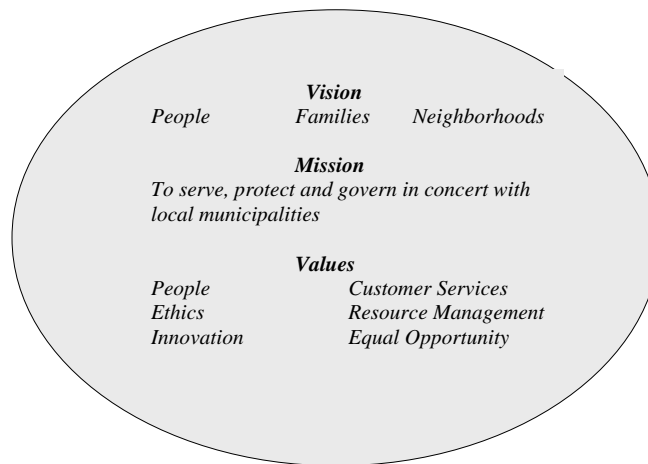 Vision
People Families Neighborhoods
Mission
To serve, protect and govern in concert with
local municipalities
Values
People Customer Services
Ethics Resource Management
Innovation Equal Opportunity